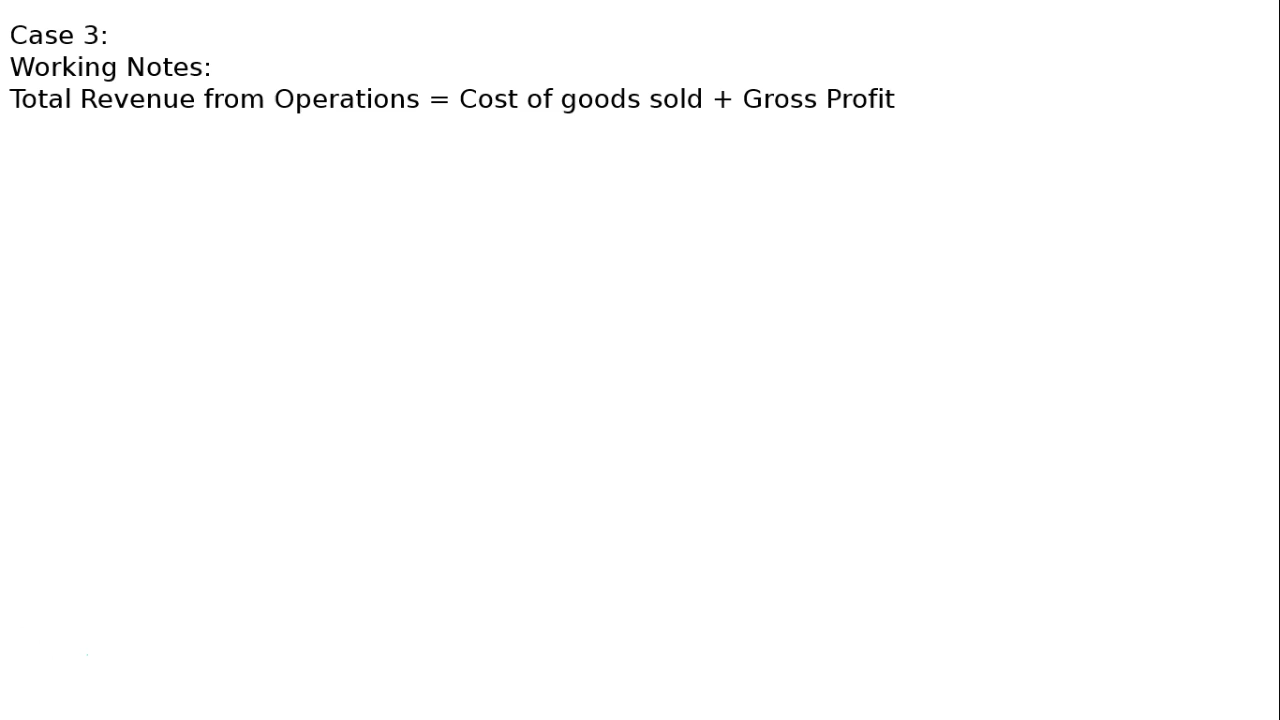 Case 3:
Working Notes:
Total Revenue from Operations = Cost of goods sold + Gross Profit